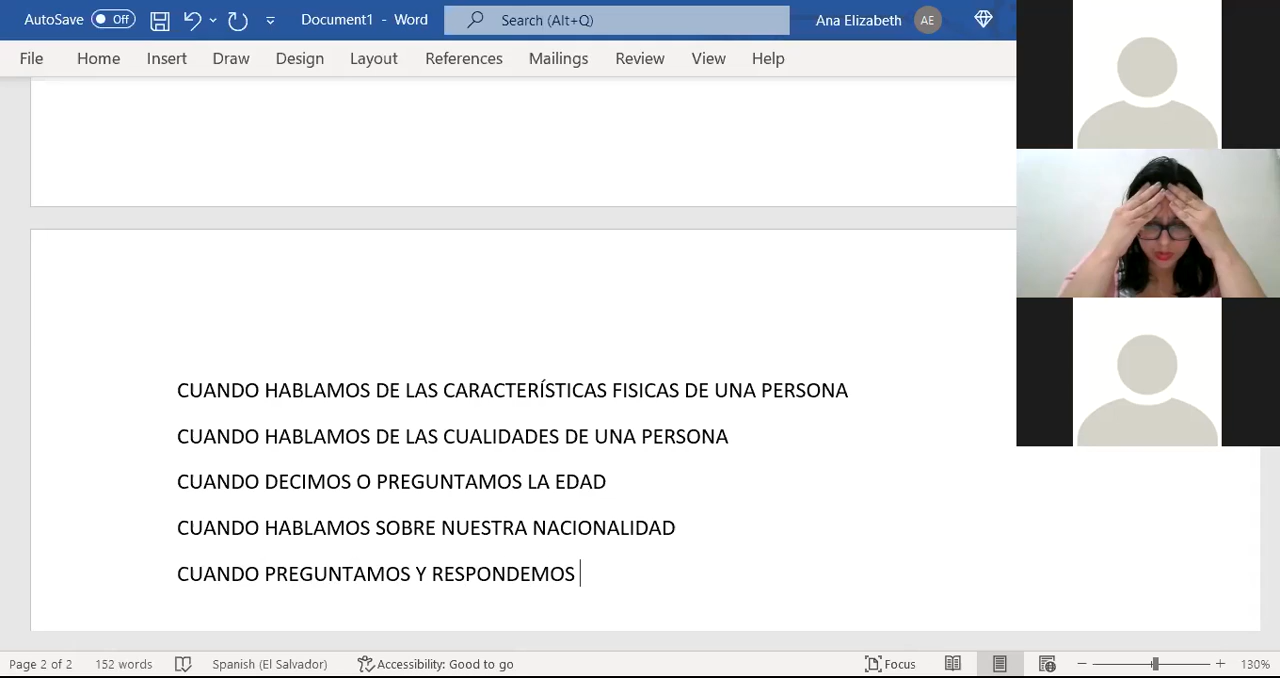 AutoSave Off Document1 - Word Search (Alt+Q) Ana Elizabeth AE
File Home Insert Draw Design Layout References Mailings Review View Help
CUANDO HABLAMOS DE LAS CARACTERÍSTICAS FISICAS DE UNA PERSONA
CUANDO HABLAMOS DE LAS CUALIDADES DE UNA PERSONA
CUANDO DECIMOS O PREGUNTAMOS LA EDAD
CUANDO HABLAMOS SOBRE NUESTRA NACIONALIDAD
CUANDO PREGUNTAMOS Y RESPONDEMOS
Page 2 of 2 152 words Spanish (El Salvador) Accessibility: Good to go Focus 130%